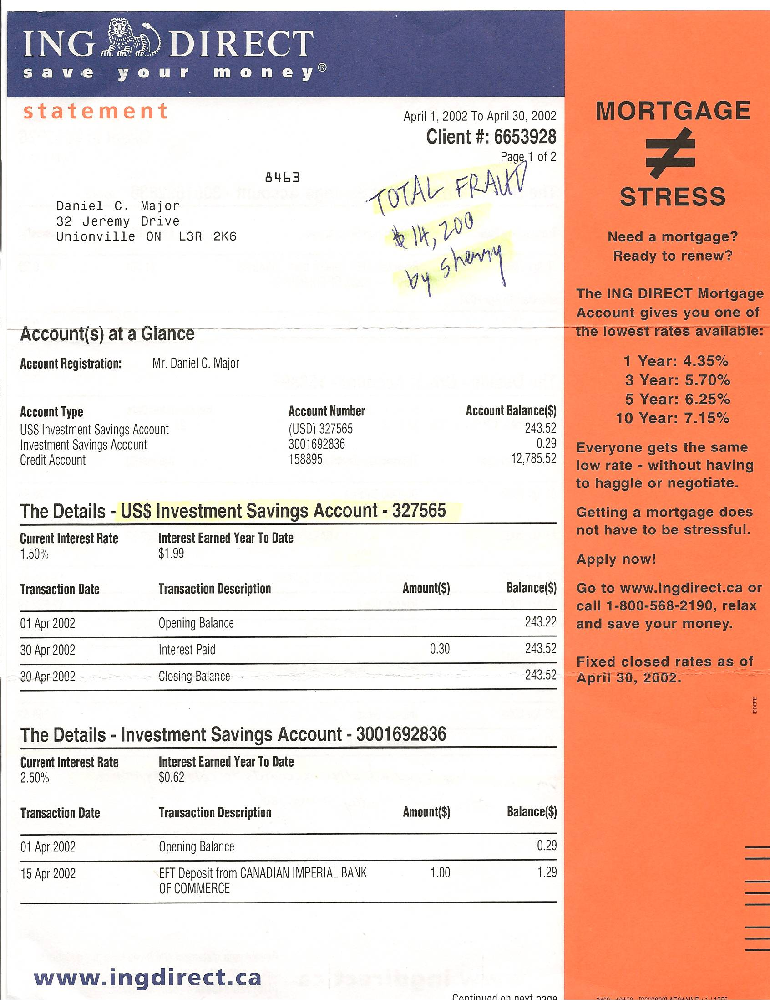 ING DIRECT
save your money®
statement
April 1, 2002 To April 30, 2002
Client #: 6653928
Page 1 of 2
8463
Daniel C. Major
32 Jeremy Drive
Unionville ON L3R 2K6
TOTAL FRAUD
$14,200
by sherry
Account(s) at a Glance
Account Registration: Mr. Daniel C. Major
Account Type Account Number Account Balance($)
US$ Investment Savings Account (USD) 327565 243.52
Investment Savings Account 3001692836 0.29
Credit Account 158895 12,785.52
The Details - US$ Investment Savings Account - 327565
Current Interest Rate Interest Earned Year To Date
1.50% $1.99
Transaction Date Transaction Description Amount($) Balance($)
01 Apr 2002 Opening Balance 243.22
30 Apr 2002 Interest Paid 0.30 243.52
30 Apr 2002 Closing Balance 243.52
The Details - Investment Savings Account - 3001692836
Current Interest Rate Interest Earned Year To Date
2.50% $0.62
Transaction Date Transaction Description Amount($) Balance($)
01 Apr 2002 Opening Balance 0.29
15 Apr 2002 EFT Deposit from CANADIAN IMPERIAL BANK 1.00 1.29
OF COMMERCE
www.ingdirect.ca
Continued on next page
MORTGAGE
≠
STRESS
Need a mortgage?
Ready to renew?
The ING DIRECT Mortgage
Account gives you one of
the lowest rates available:
1 Year: 4.35%
3 Year: 5.70%
5 Year: 6.25%
10 Year: 7.15%
Everyone gets the same
low rate - without having
to haggle or negotiate.
Getting a mortgage does
not have to be stressful.
Apply now!
Go to www.ingdirect.ca or
call 1-800-568-2190, relax
and save your money.
Fixed closed rates as of
April 30, 2002.
IDDEFE